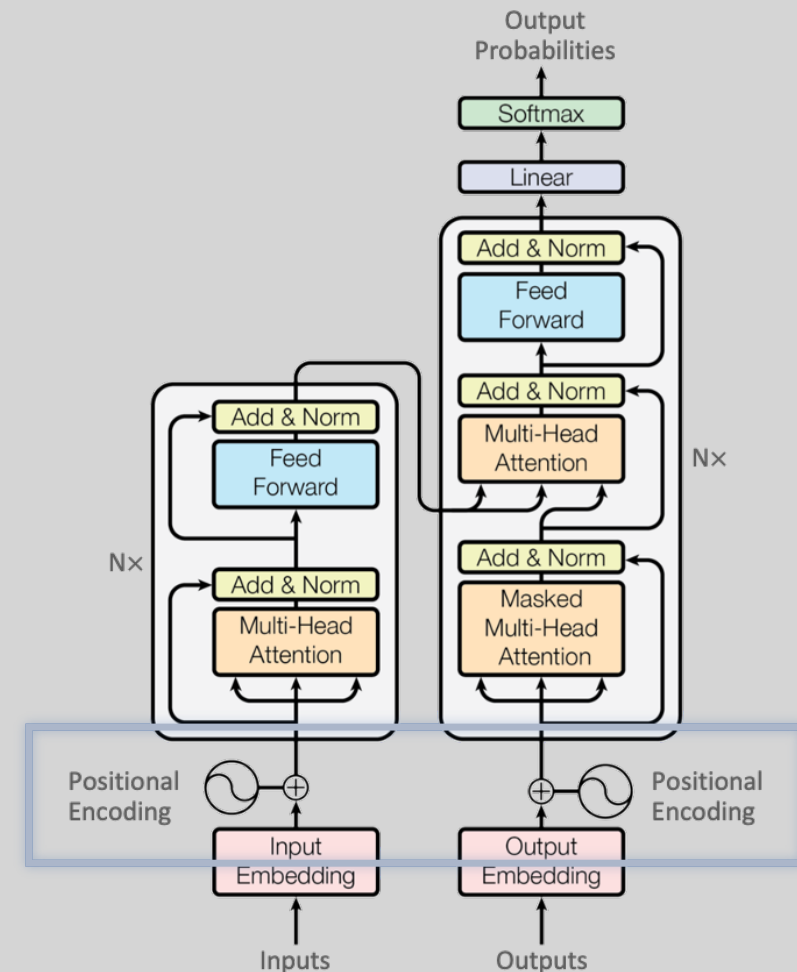 Output
Probabilities
Softmax
Linear
Add & Norm
Feed
Forward
Add & Norm
Multi-Head
Attention
N×
Add & Norm
Masked
Multi-Head
Attention
Add & Norm
Feed
Forward
N×
Add & Norm
Multi-Head
Attention
Positional
Encoding
Positional
Encoding
Input
Embedding
Output
Embedding
Inputs
Outputs